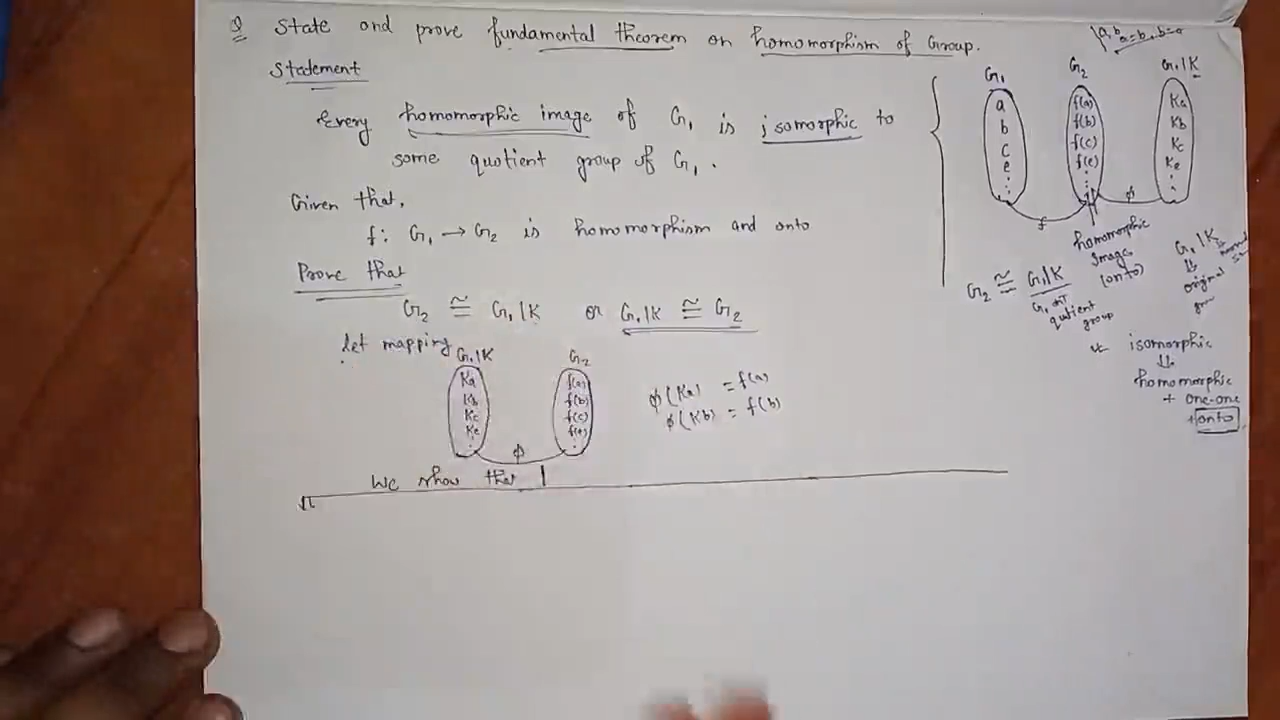 Q State and prove fundamental theorem on homomorphism of Group.
Statement
Every homomorphic image of G₁ is isomorphic to
some quotient group of G₁.
Given that,
f: G₁ → G₂ is homomorphism and onto
Prove that
G₂ ≅ G₁|K or G₁|K ≅ G₂
let mapping
G₁|K G₂
Ka f(a)
Kb f(b)
Kc f(c)
Ke f(e)
⋮ ⋮
ϕ
ϕ(Ka) = f(a)
ϕ(Kb) = f(b)
We show that
a=b, b=a
G₁ G₂ G₁|K
a f(a) Ka
b f(b) Kb
c f(c) Kc
e f(e) Ke
⋮ ⋮ ⋮
f ϕ
homomorphic
image
(onto)
G₂ ≅ G₁|K
quotient
group
G₁|K
⇓
original
isomorphic
⇓
homomorphic
+ one-one
+ onto